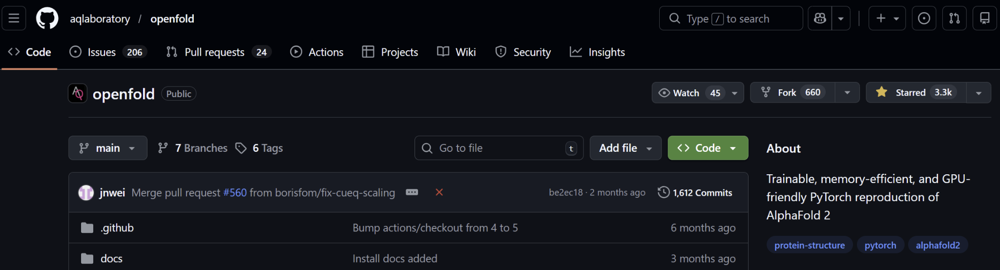 aqlaboratory / openfold
Type / to search
Code Issues 206 Pull requests 24 Actions Projects Wiki Security Insights
AQ openfold Public
Watch 45 Fork 660 Starred 3.3k
main 7 Branches 6 Tags
Go to file t Add file Code
jnwei Merge pull request #560 from borisfom/fix-cueq-scaling
be2ec18 · 2 months ago 1,612 Commits
.github Bump actions/checkout from 4 to 5 6 months ago
docs Install docs added 3 months ago
About
Trainable, memory-efficient, and GPU-
friendly PyTorch reproduction of
AlphaFold 2
protein-structure pytorch alphafold2